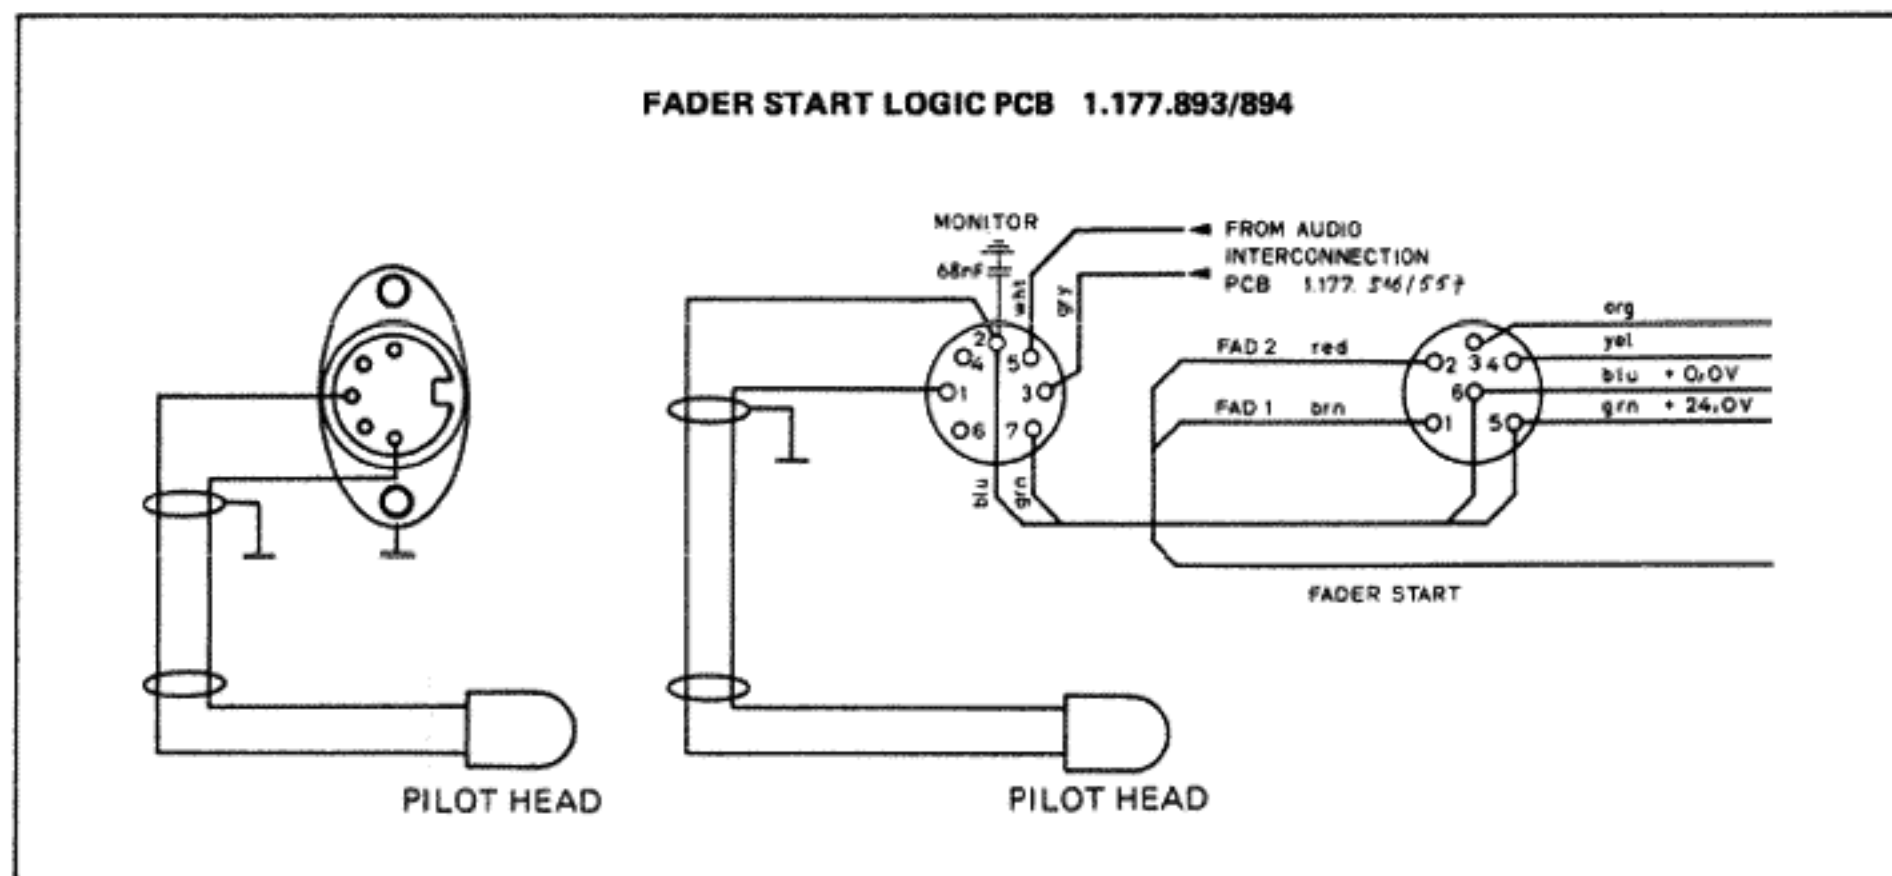 FADER START LOGIC PCB 1.177.893/894
MONITOR
68nF
wht
gry
FROM AUDIO
INTERCONNECTION
PCB 1.177. 546/557
2
4
5
1
3
6
7
blu
grn
FAD 2 red
FAD 1 brn
2
3
4
6
1
5
org
yel
blu + 0,0V
grn + 24,0V
FADER START
PILOT HEAD
PILOT HEAD